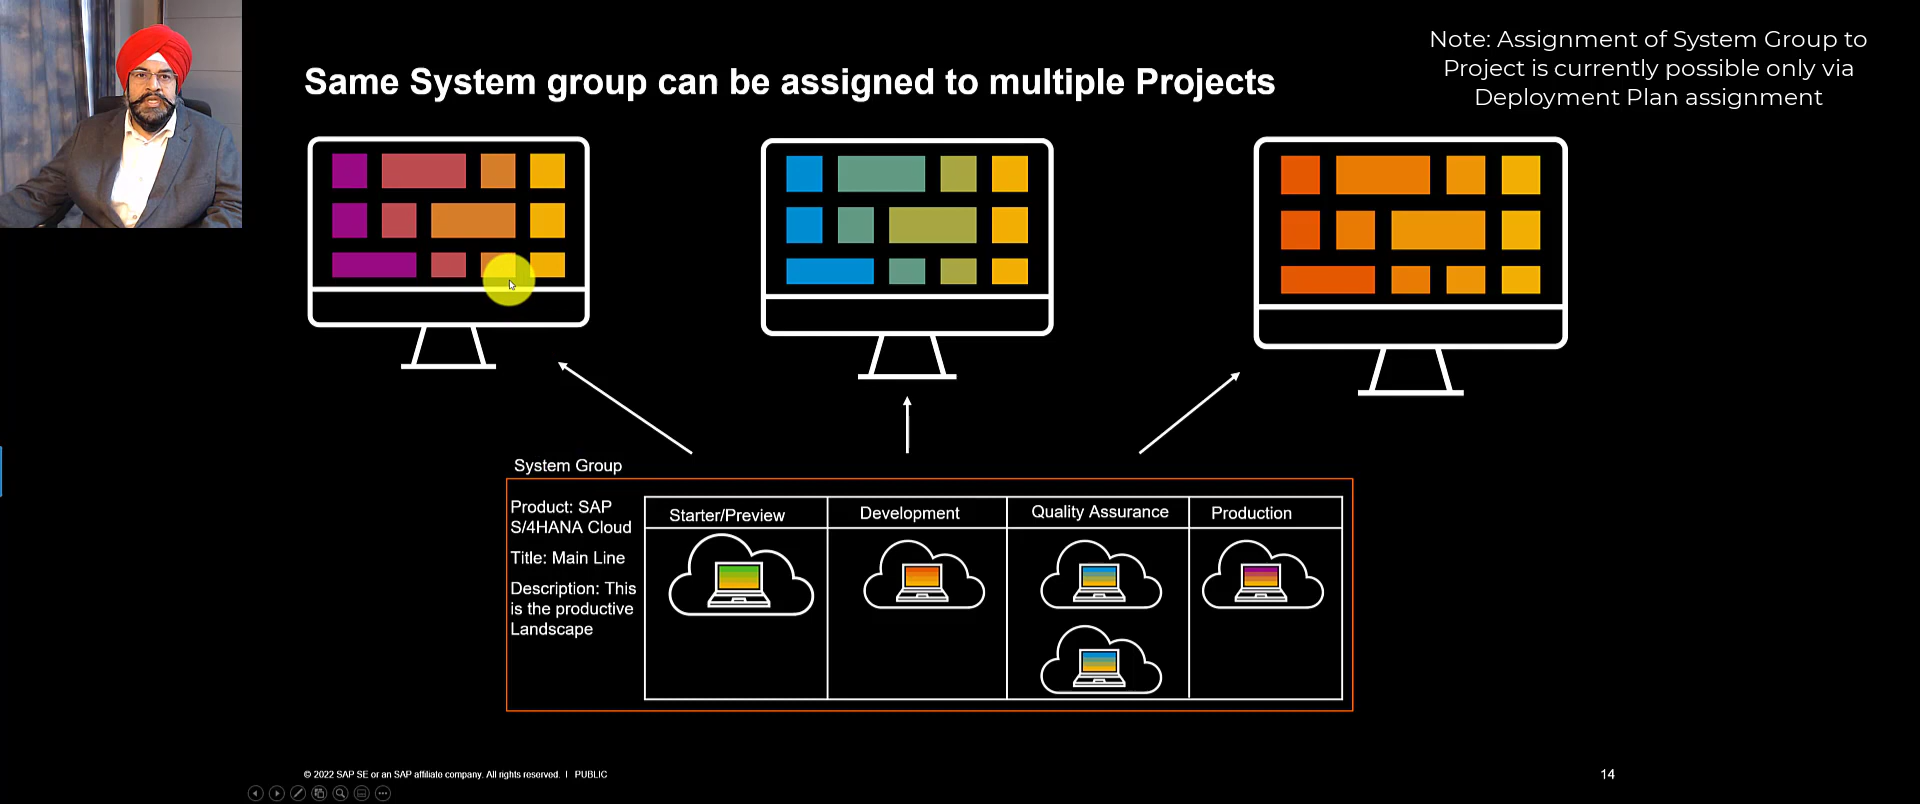 Note: Assignment of System Group to
Project is currently possible only via
Deployment Plan assignment
Same System group can be assigned to multiple Projects
System Group
Product: SAP
S/4HANA Cloud
Title: Main Line
Description: This
is the productive
Landscape
Starter/Preview
Development
Quality Assurance
Production
© 2022 SAP SE or an SAP affiliate company. All rights reserved. | PUBLIC
14